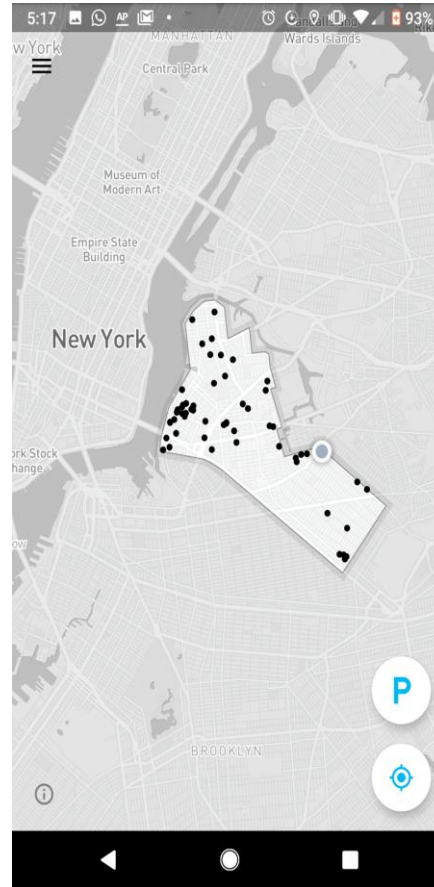 5:17
AP
93%
w York
MANHATTAN
Wards Islands
Central Park
Museum of
Modern Art
Empire State
Building
New York
ork Stock
hange
BROOKLYN
P